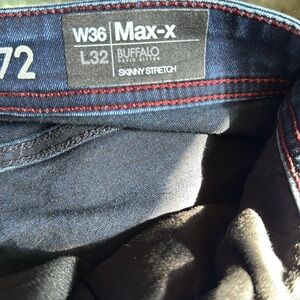 W36 Max-x
L32 BUFFALO
DAVID BITTON
SKINNY STRETCH
72